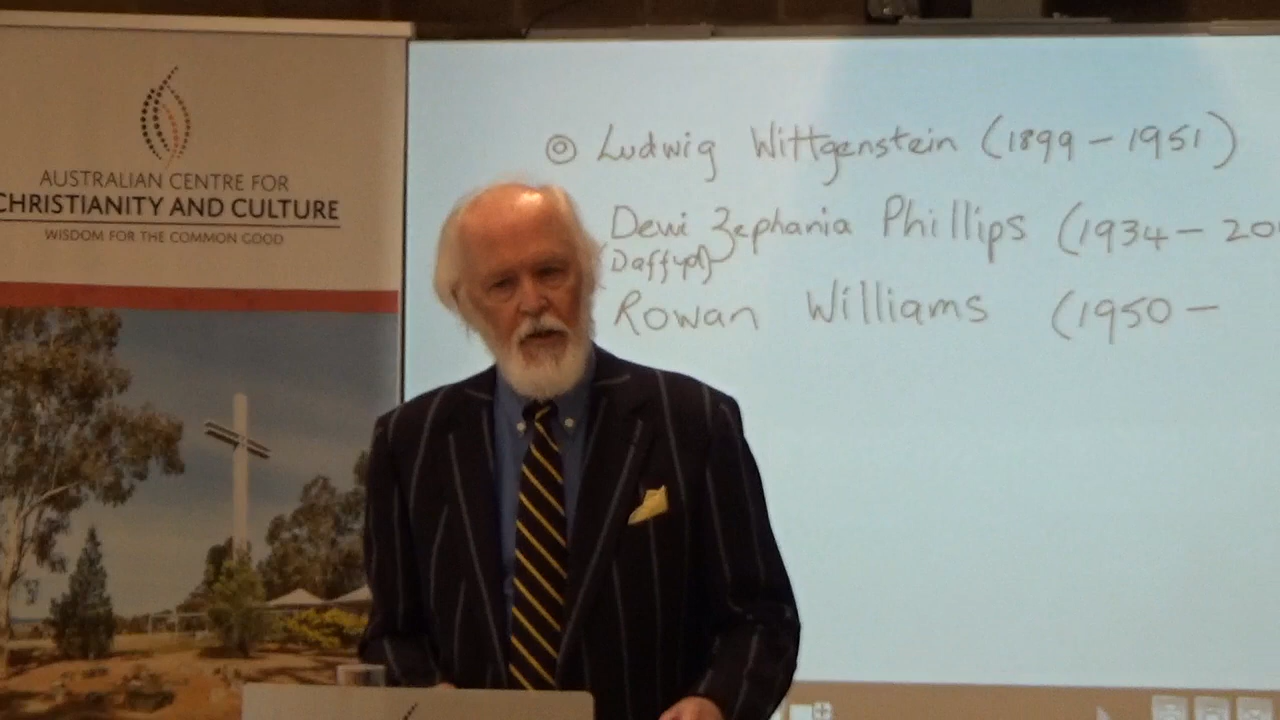 AUSTRALIAN CENTRE FOR
CHRISTIANITY AND CULTURE
WISDOM FOR THE COMMON GOOD
Ludwig Wittgenstein (1899 – 1951)
Dewi Zephania Phillips (1934 – 20
(Daffyd)
Rowan Williams (1950 –